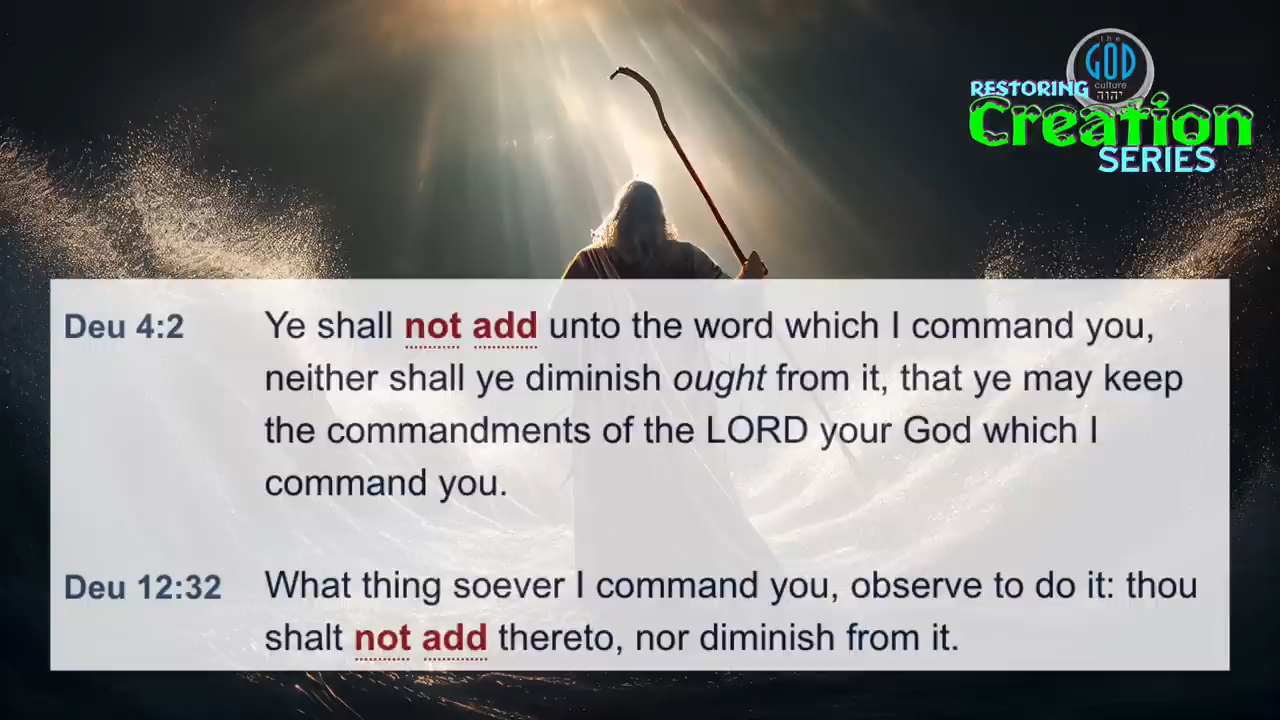 the
GOD
culture
יהוה
RESTORING
Creation
SERIES
Deu 4:2 Ye shall not add unto the word which I command you,
neither shall ye diminish ought from it, that ye may keep
the commandments of the LORD your God which I
command you.
Deu 12:32 What thing soever I command you, observe to do it: thou
shalt not add thereto, nor diminish from it.